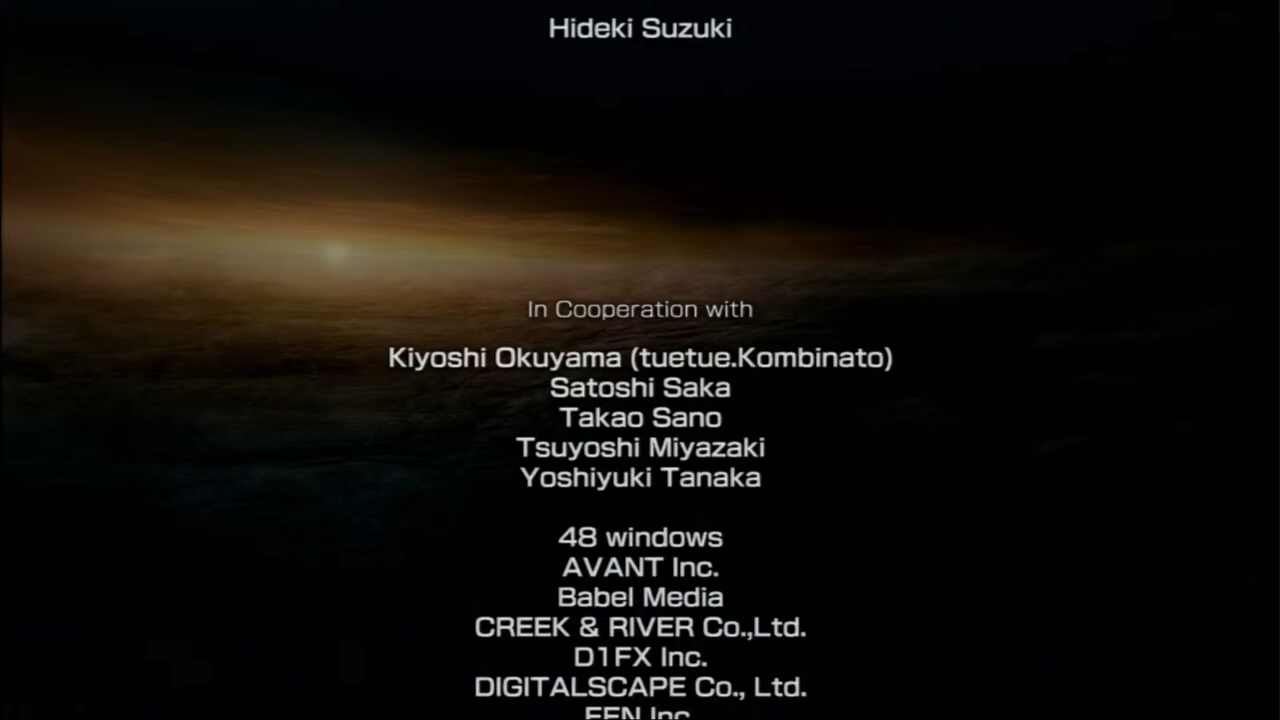 Hideki Suzuki
In Cooperation with
Kiyoshi Okuyama (tuetue.Kombinato)
Satoshi Saka
Takao Sano
Tsuyoshi Miyazaki
Yoshiyuki Tanaka
48 windows
AVANT Inc.
Babel Media
CREEK & RIVER Co.,Ltd.
D1FX Inc.
DIGITALSCAPE Co., Ltd.